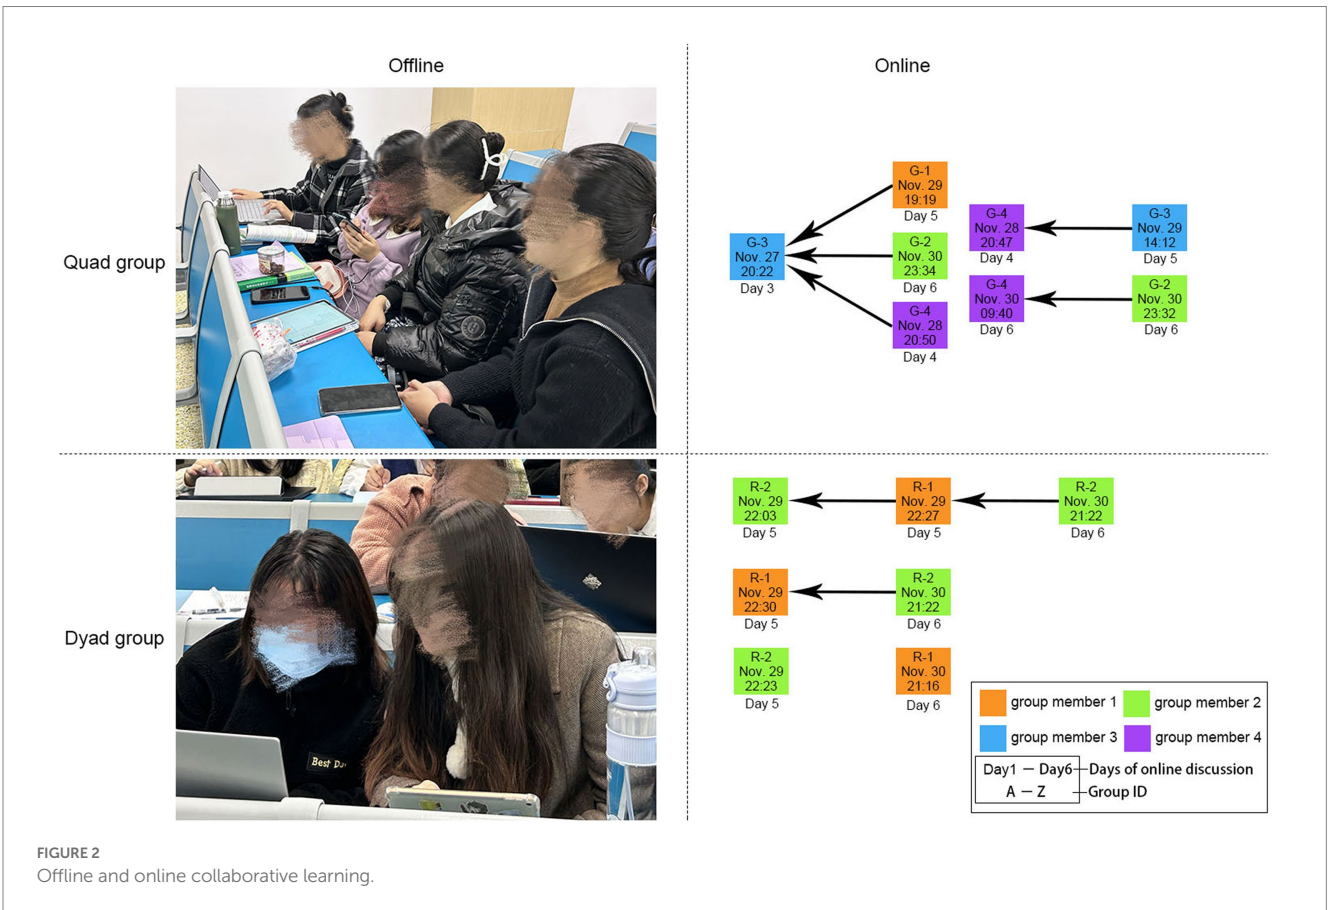 Offline
Online
Quad group
G-1
Nov. 29
19:19
Day 5
G-3
Nov. 27
20:22
Day 3
G-2
Nov. 30
23:34
Day 6
G-4
Nov. 28
20:50
Day 4
G-4
Nov. 28
20:47
Day 4
G-3
Nov. 29
14:12
Day 5
G-4
Nov. 30
09:40
Day 6
G-2
Nov. 30
23:32
Day 6
Dyad group
Best
R-2
Nov. 29
22:03
Day 5
R-1
Nov. 29
22:27
Day 5
R-2
Nov. 30
21:22
Day 6
R-1
Nov. 29
22:30
Day 5
R-2
Nov. 30
21:22
Day 6
R-2
Nov. 29
22:23
Day 5
R-1
Nov. 30
21:16
Day 6
group member 1
group member 2
group member 3
group member 4
Day1 — Day6—Days of online discussion
A — Z —Group ID
FIGURE 2
Offline and online collaborative learning.